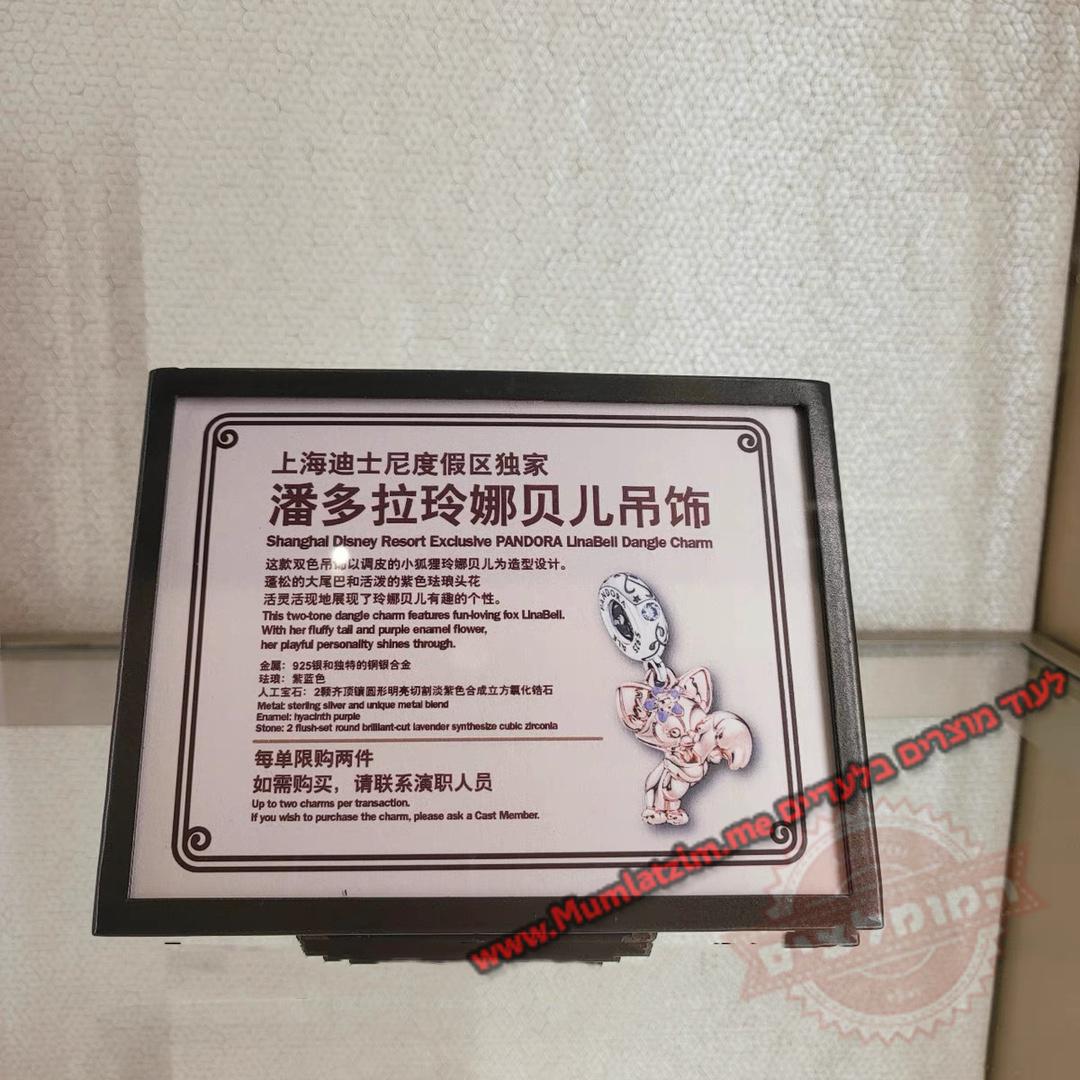 上海迪士尼度假区独家
潘多拉玲娜贝儿吊饰
Shanghai Disney Resort Exclusive PANDORA LinaBell Dangle Charm
这款双色吊饰以调皮的小狐狸玲娜贝儿为造型设计。
蓬松的大尾巴和活泼的紫色珐琅头花
活灵活现地展现了玲娜贝儿有趣的个性。
This two-tone dangle charm features fun-loving fox LinaBell.
With her fluffy tail and purple enamel flower,
her playful personality shines through.
金属：925银和独特的铜银合金
珐琅：紫蓝色
人工宝石：2颗齐顶镶圆形明亮切割淡紫色合成立方氧化锆石
Metal: sterling silver and unique metal blend
Enamel: hyacinth purple
Stone: 2 flush-set round brilliant-cut lavender synthesize cubic zirconia
每单限购两件
如需购买，请联系演职人员
Up to two charms per transaction.
If you wish to purchase the charm, please ask a Cast Member.
PANDORA
לעוד מוצרים בלעדים www.Mumlatzim.me
המומלצים